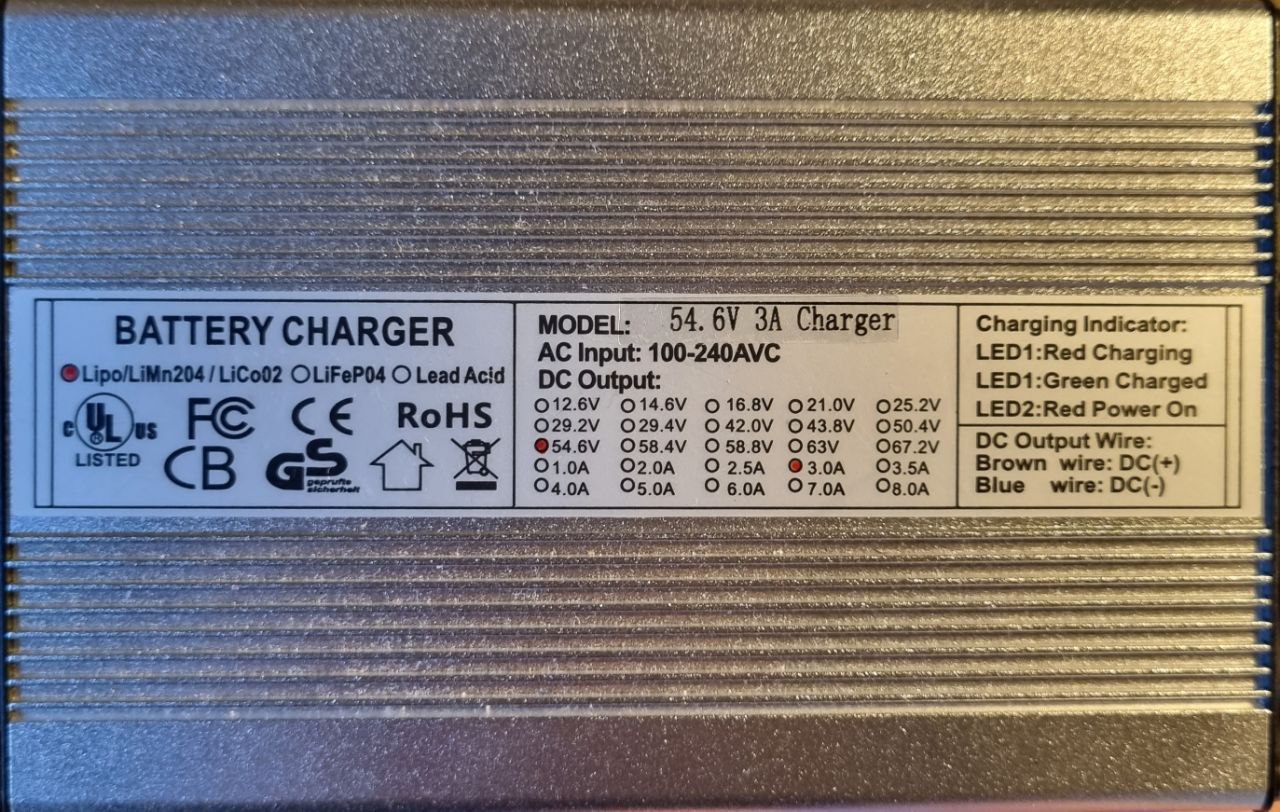 BATTERY CHARGER
Lipo/LiMn204 / LiCo02 LiFeP04 Lead Acid
c UL ® US LISTED
FC CE RoHS
CB GS geprüfte sicherheit
MODEL: 54.6V 3A Charger
AC Input: 100-240AVC
DC Output:
12.6V 14.6V 16.8V 21.0V 25.2V
29.2V 29.4V 42.0V 43.8V 50.4V
54.6V 58.4V 58.8V 63V 67.2V
1.0A 2.0A 2.5A 3.0A 3.5A
4.0A 5.0A 6.0A 7.0A 8.0A
Charging Indicator:
LED1:Red Charging
LED1:Green Charged
LED2:Red Power On
DC Output Wire:
Brown wire: DC(+)
Blue wire: DC(-)